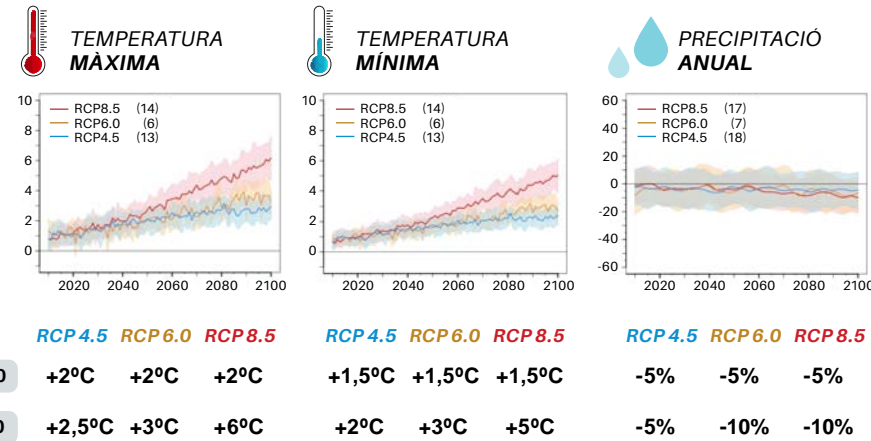 TEMPERATURA
MÀXIMA
TEMPERATURA
MÍNIMA
PRECIPITACIÓ
ANUAL
10
8
6
4
2
0
RCP8.5 (14)
RCP6.0 (6)
RCP4.5 (13)
2020 2040 2060 2080 2100
10
8
6
4
2
0
RCP8.5 (14)
RCP6.0 (6)
RCP4.5 (13)
2020 2040 2060 2080 2100
60
40
20
0
-20
-40
-60
RCP8.5 (17)
RCP6.0 (7)
RCP4.5 (18)
2020 2040 2060 2080 2100
RCP 4.5 RCP 6.0 RCP 8.5 RCP 4.5 RCP 6.0 RCP 8.5 RCP 4.5 RCP 6.0 RCP 8.5
0 +2ºC +2ºC +2ºC +1,5ºC +1,5ºC +1,5ºC -5% -5% -5%
0 +2,5ºC +3ºC +6ºC +2ºC +3ºC +5ºC -5% -10% -10%